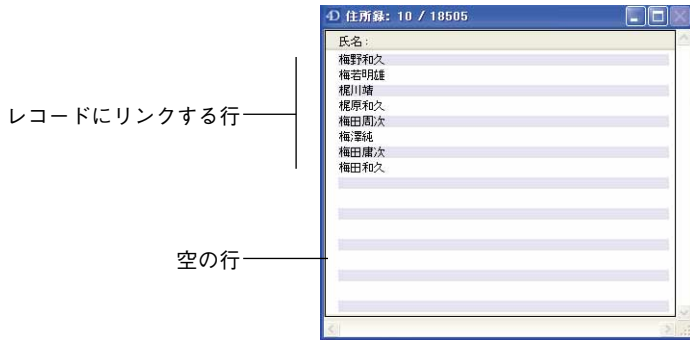 住所録: 10 / 18505
氏名:
梅野和久
梅若明雄
梶川靖
梶原和久
梅田周次
梅澤純
梅田庸次
梅田和久
レコードにリンクする行
空の行